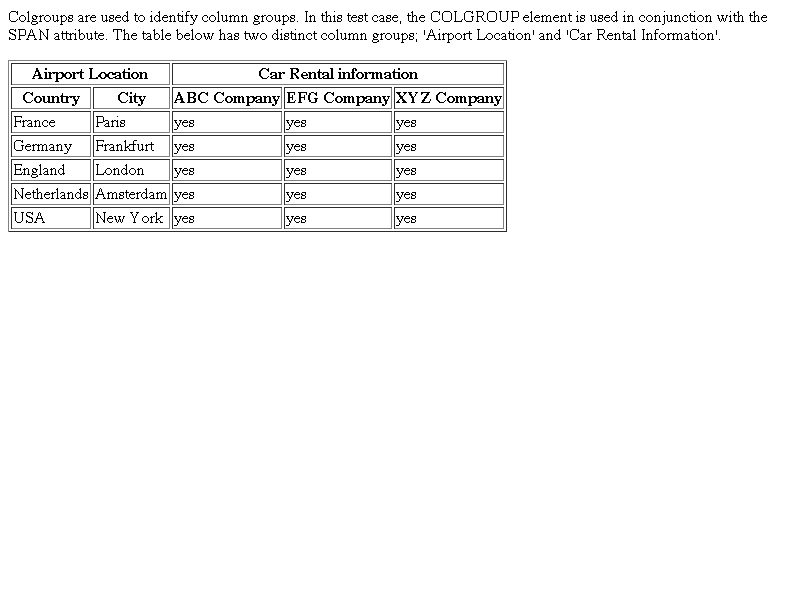 Colgroups are used to identify column groups. In this test case, the COLGROUP element is used in conjunction with the
SPAN attribute. The table below has two distinct column groups; 'Airport Location' and 'Car Rental Information'.
Airport Location Car Rental information
Country City ABC Company EFG Company XYZ Company
France Paris yes yes yes
Germany Frankfurt yes yes yes
England London yes yes yes
Netherlands Amsterdam yes yes yes
USA New York yes yes yes